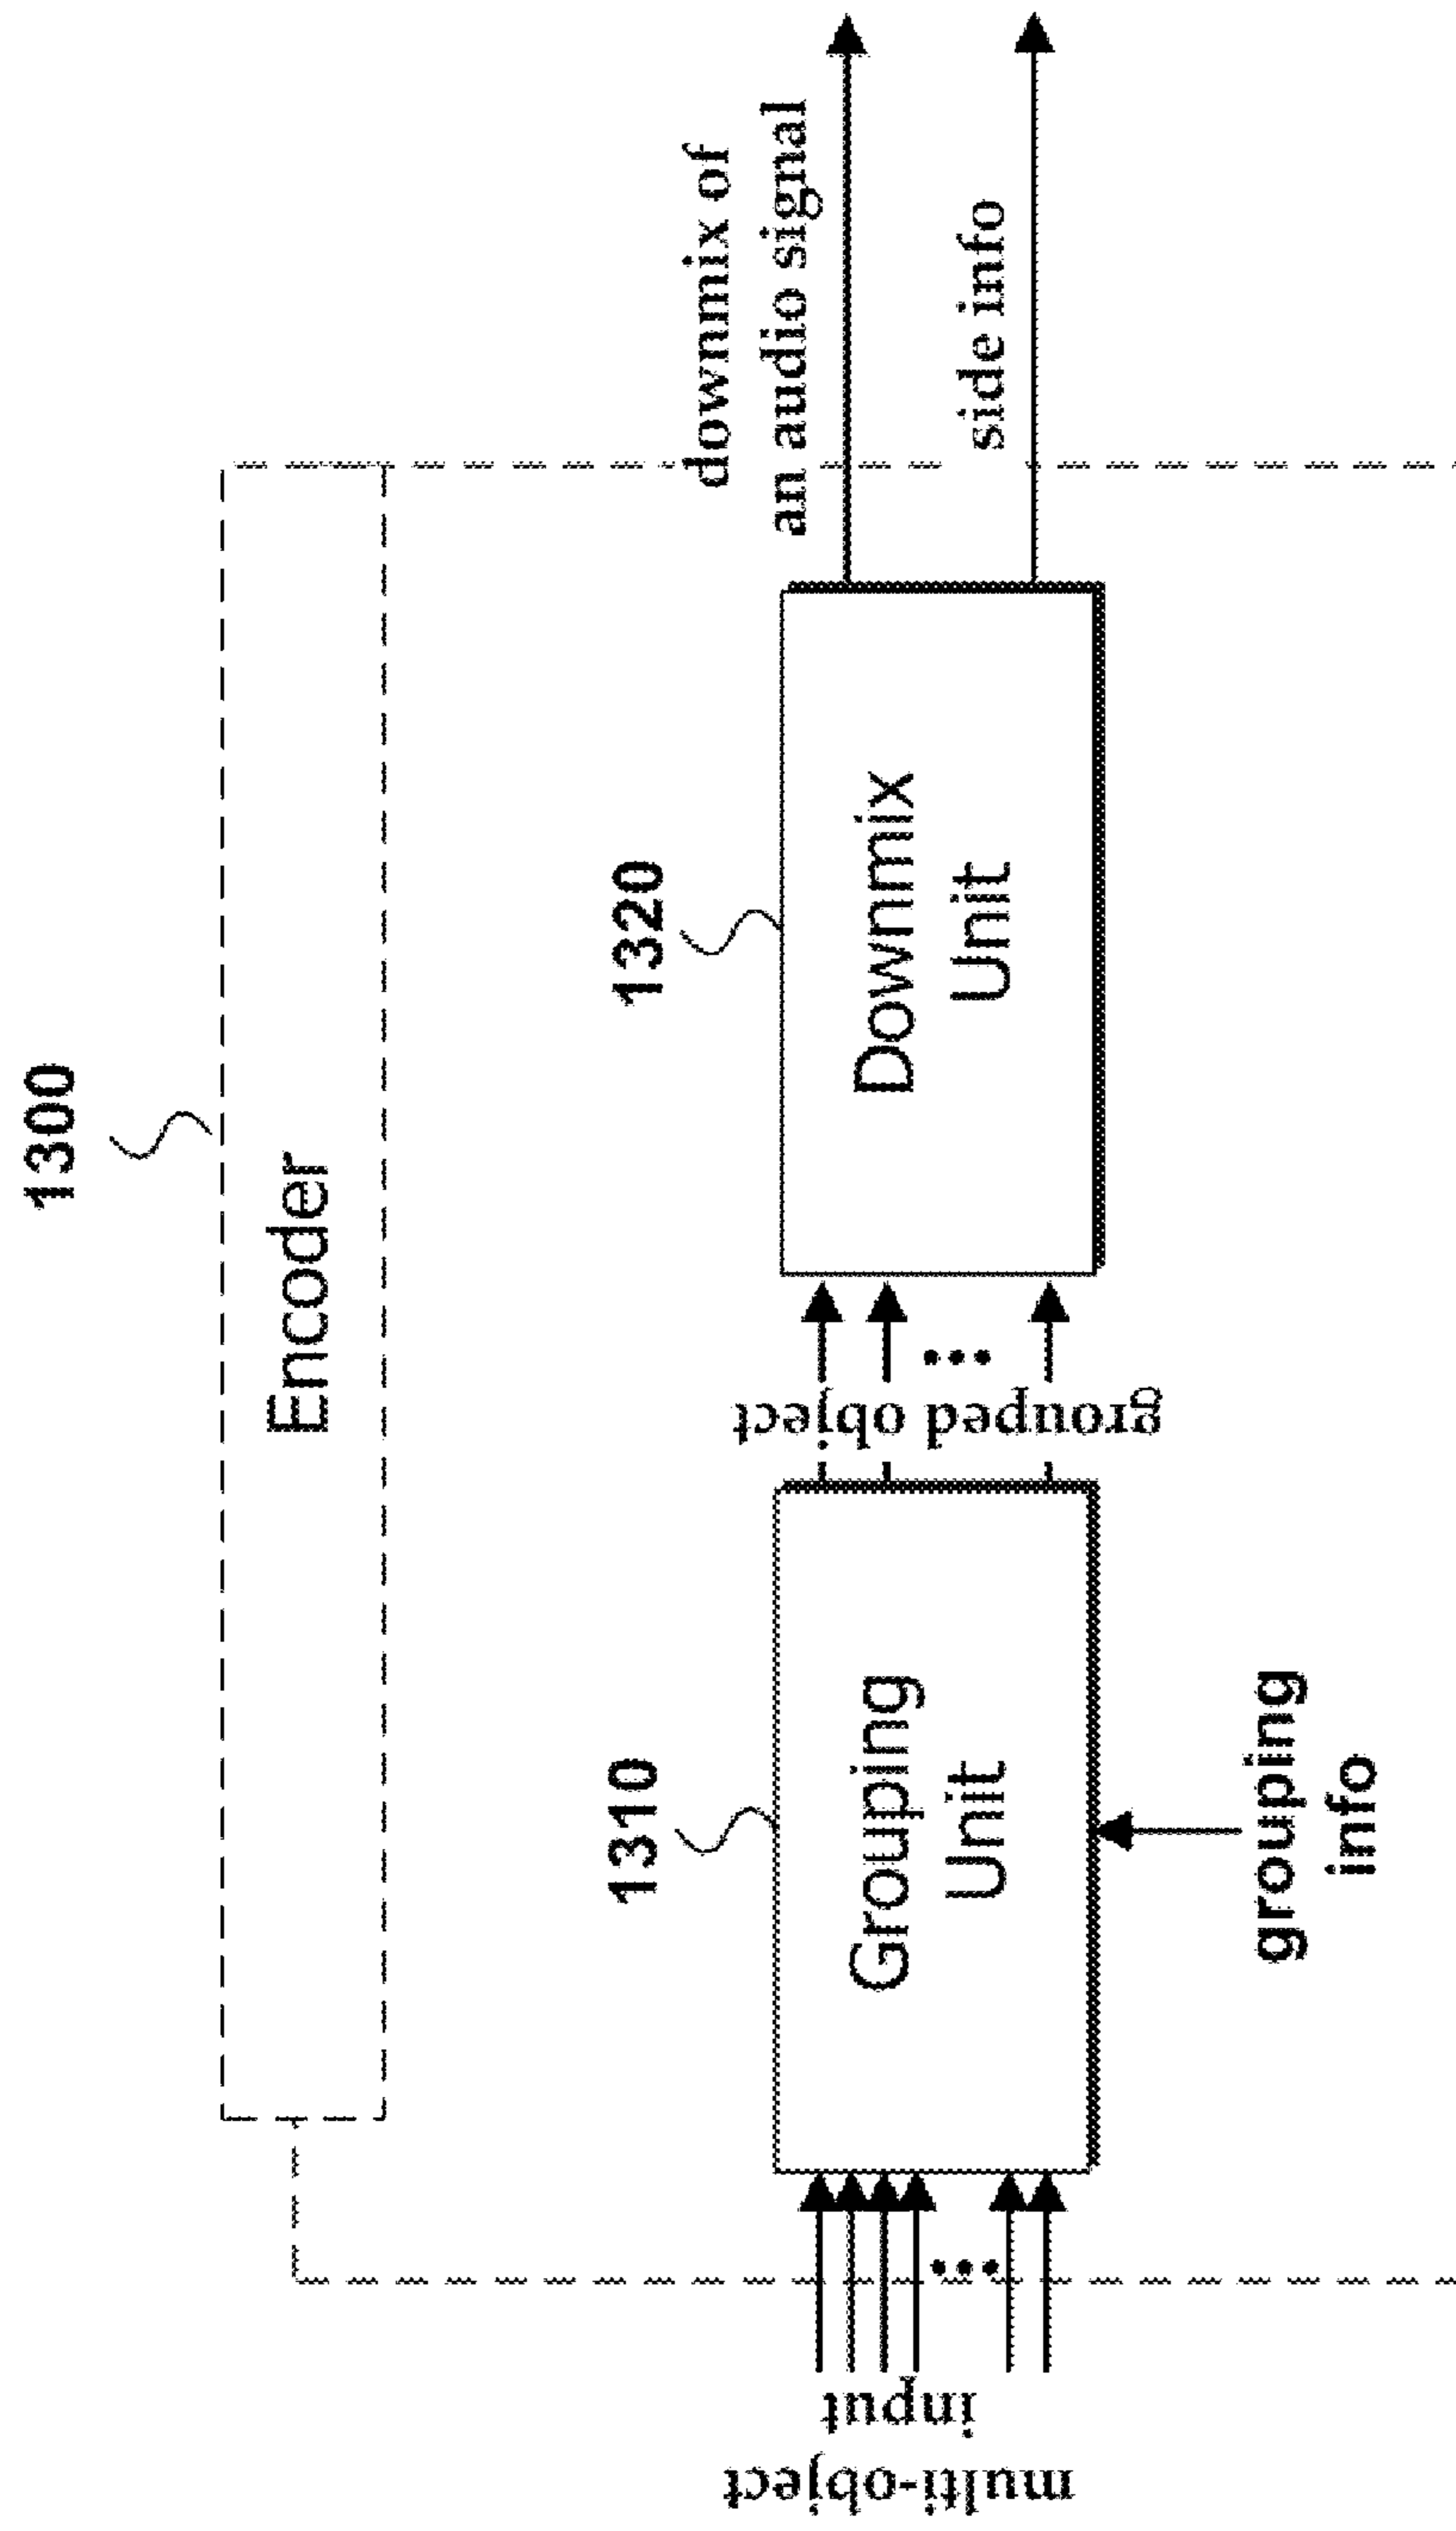 1300
Encoder
1310
1320
downmix of
an audio signal
multi-object
input
Grouping
Unit
grouped object
Downmix
Unit
side info
grouping
info